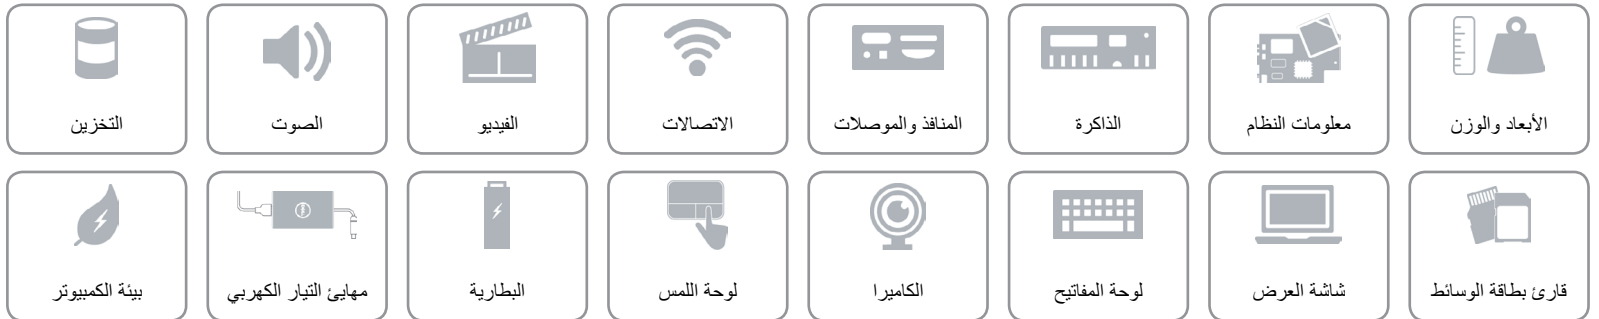 الأبعاد والوزن
معلومات النظام
الذاكرة
المنافذ والموصلات
الاتصالات
الفيديو
الصوت
التخزين
قارئ بطاقة الوسائط
شاشة العرض
لوحة المفاتيح
الكاميرا
لوحة اللمس
البطارية
مهايئ التيار الكهربي
بيئة الكمبيوتر